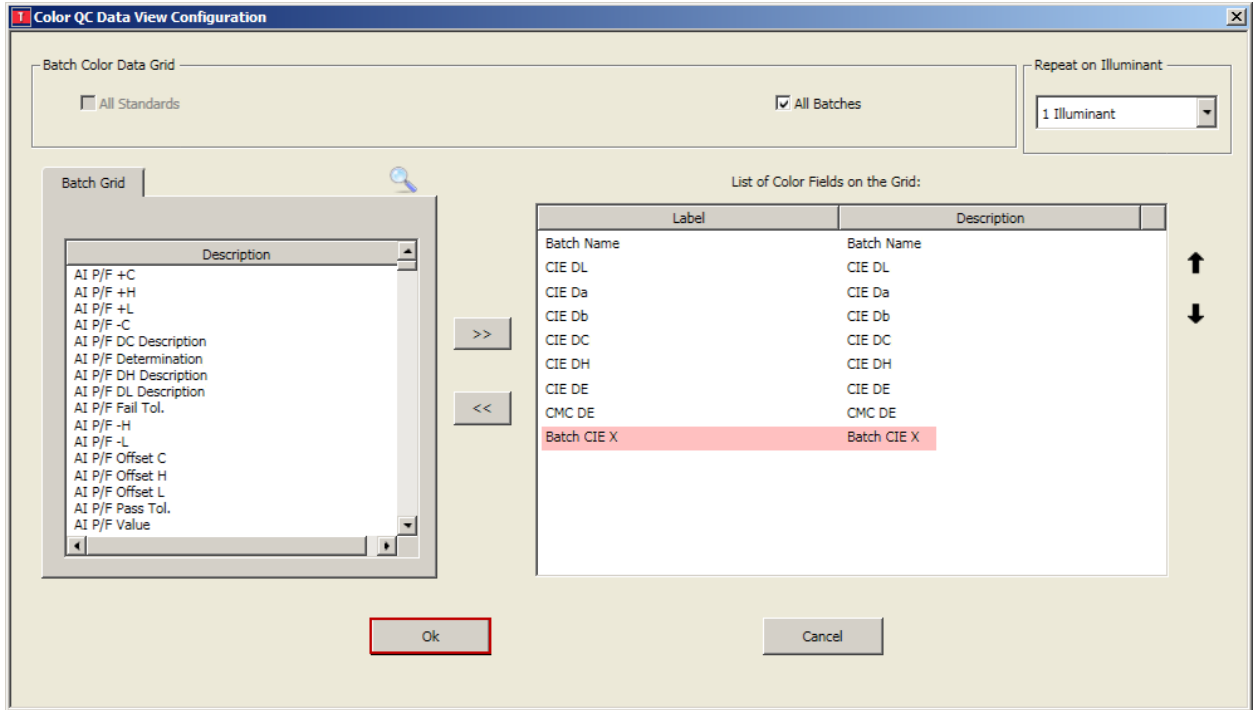 T Color QC Data View Configuration
Batch Color Data Grid
Repeat on Illuminant
All Standards
All Batches
1 Illuminant
Batch Grid
List of Color Fields on the Grid:
Description
AI P/F +C
AI P/F +H
AI P/F +L
AI P/F -C
AI P/F DC Description
AI P/F Determination
AI P/F DH Description
AI P/F DL Description
AI P/F Fail Tol.
AI P/F -H
AI P/F -L
AI P/F Offset C
AI P/F Offset H
AI P/F Offset L
AI P/F Pass Tol.
AI P/F Value
>>
<<
Label Description
Batch Name Batch Name
CIE DL CIE DL
CIE Da CIE Da
CIE Db CIE Db
CIE DC CIE DC
CIE DH CIE DH
CIE DE CIE DE
CMC DE CMC DE
Batch CIE X Batch CIE X
Ok
Cancel